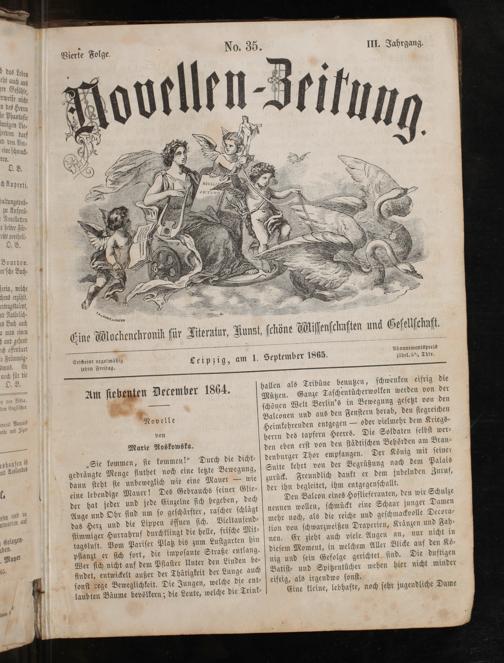 Vierte Folge.
No. 35.
III. Jahrgang.
Novellen-Zeitung.
Eine Wochenchronik für Literatur, Kunst, schöne Wissenschaften und Gesellschaft.
Erscheint regelmäßig
jeden Freitag.
Leipzig, am 1. September 1865.
Abonnementspreis
Am siebenten December 1864.
Novelle
von
Marie Roskowska.
„Sie kommen, sie kommen!“ Durch die dicht-
gedrängte Menge fluthet noch eine letzte Bewegung,
dann steht sie unbeweglich wie eine Mauer — wie
eine lebendige Mauer! Des Gebrauchs seiner Glie-
der hat jeder und jede Einzelne sich begeben, doch
Auge und Ohr sind um so geschärfter, rascher schlägt
das Herz und die Lippen öffnen sich. Vieltausend-
stimmiger Hurrahruf durchklingt die helle, frische Mit-
tagsluft. Vom Pariser Platz bis zum Lustgarten hin
pflanzt er sich fort, die imposante Straße entlang.
Wer sich nicht auf dem Pflaster Unter den Linden be-
findet, entwickelt außer der Thätigkeit der Lunge auch
sonst rege Beweglichkeit. Die Jungen, welche die ent-
laubten Bäume bevölkern; die Leute, welche die Trink-
hallen als Tribüne benutzen, schwenken eifrig die
Mützen. Ganze Taschentücherwolken werden von der
schönen Welt Berlin's in Bewegung gesetzt von den
Balconen und aus den Fenstern herab, den siegreichen
Heimkehrenden entgegen — oder vielmehr dem Kriegs-
herrn des tapfern Heers. Die Soldaten selbst wer-
den eben erst von den städtischen Behörden am Bran-
denburger Thor empfangen. Der König mit seiner
Suite kehrt von der Begrüßung nach dem Palais
zurück. Freundlich dankt er dem jubelnden Zuruf,
der ihn begleitet, ihm entgegenschallt.
Den Balcon eines Hoflieferanten, den wir Schulze
nennen wollen, schmückt eine Schaar junger Damen
mehr noch, als die reiche und geschmackvolle Decora-
tion von schwarzweißen Draperien, Kränzen und Fah-
nen. Er zieht auch viele Augen an, nur nicht in
diesem Moment, in welchem Aller Blicke auf den Kö-
nig und sein Gefolge gerichtet sind. Die duftigen
Batist- und Spitzentücher wehen hier nicht minder
eifrig, als irgendwo sonst.
Eine kleine, lebhafte, noch sehr jugendliche Dame